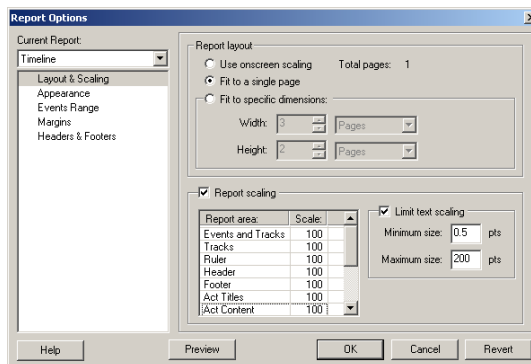 Report Options
Current Report:
Timeline
Layout & Scaling
Appearance
Events Range
Margins
Headers & Footers
Report layout
Use onscreen scaling Total pages: 1
Fit to a single page
Fit to specific dimensions:
Width: 3 Pages
Height: 2 Pages
Report scaling
Report area: Scale:
Events and Tracks 100
Tracks 100
Ruler 100
Header 100
Footer 100
Act Titles 100
Act Content 100
Limit text scaling
Minimum size: 0.5 pts
Maximum size: 200 pts
Help Preview OK Cancel Revert